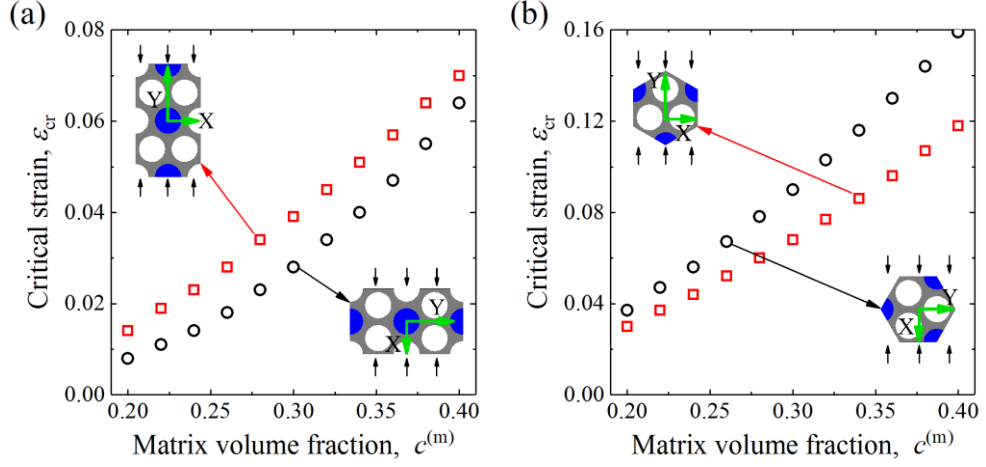 (a)
0.08
0.06
0.04
0.02
0.00
Critical strain, εcr
Y
X
Y
X
0.20 0.25 0.30 0.35 0.40
Matrix volume fraction, c(m)
(b)
0.16
0.12
0.08
0.04
0.00
Critical strain, εcr
Y
X
Y
X
0.20 0.25 0.30 0.35 0.40
Matrix volume fraction, c(m)